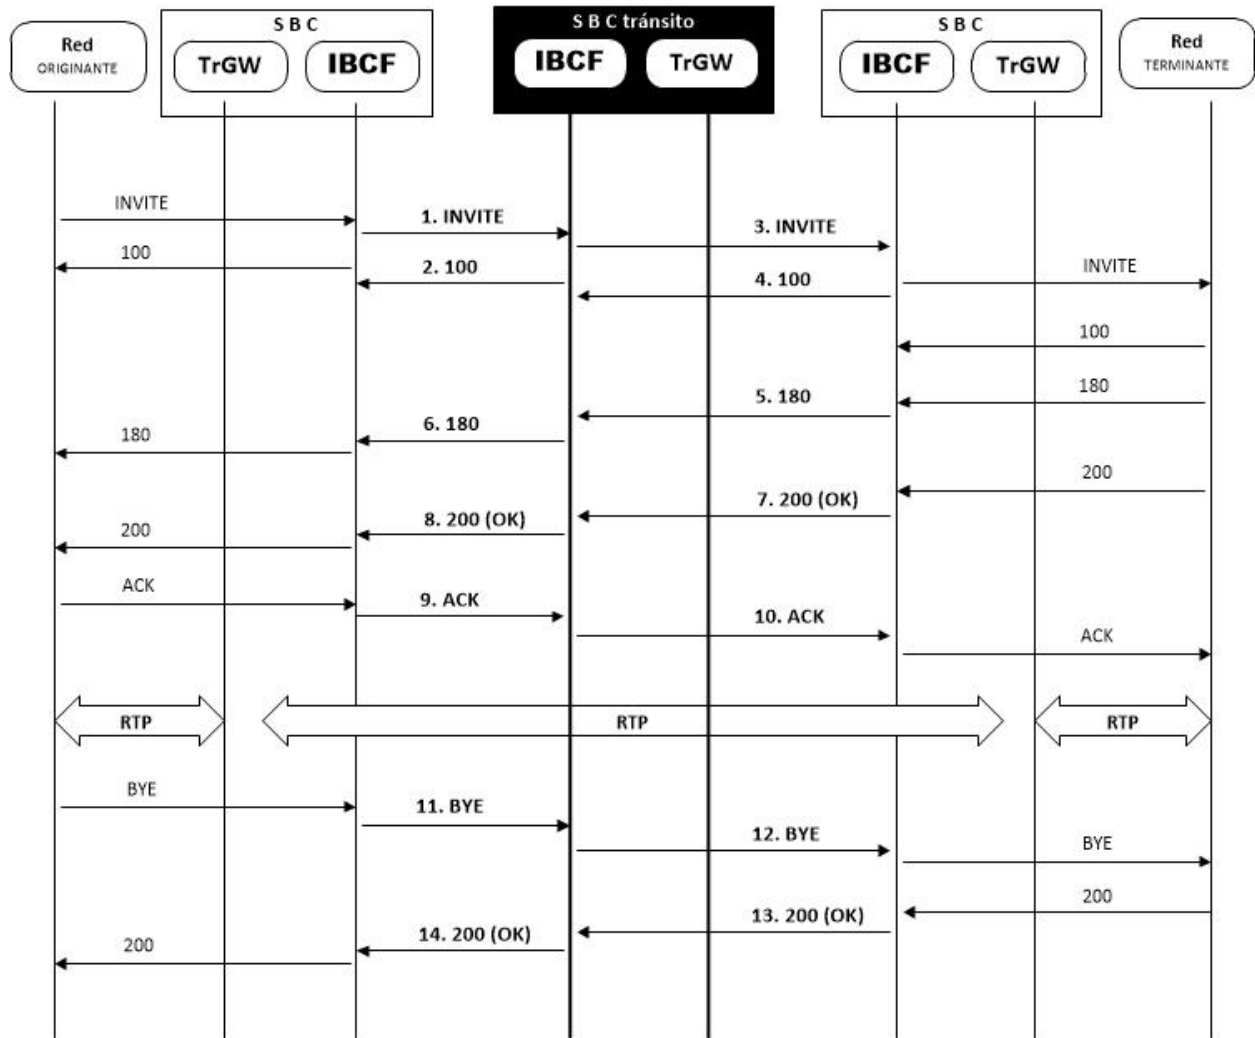 Red
ORIGINANTE
S B C
TrGW
IBCF
S B C tránsito
IBCF
TrGW
S B C
IBCF
TrGW
Red
TERMINANTE
INVITE
1. INVITE
3. INVITE
100
2. 100
4. 100
INVITE
100
180
5. 180
6. 180
180
200
7. 200 (OK)
8. 200 (OK)
200
ACK
9. ACK
10. ACK
ACK
RTP
RTP
RTP
BYE
11. BYE
12. BYE
BYE
200
13. 200 (OK)
14. 200 (OK)
200